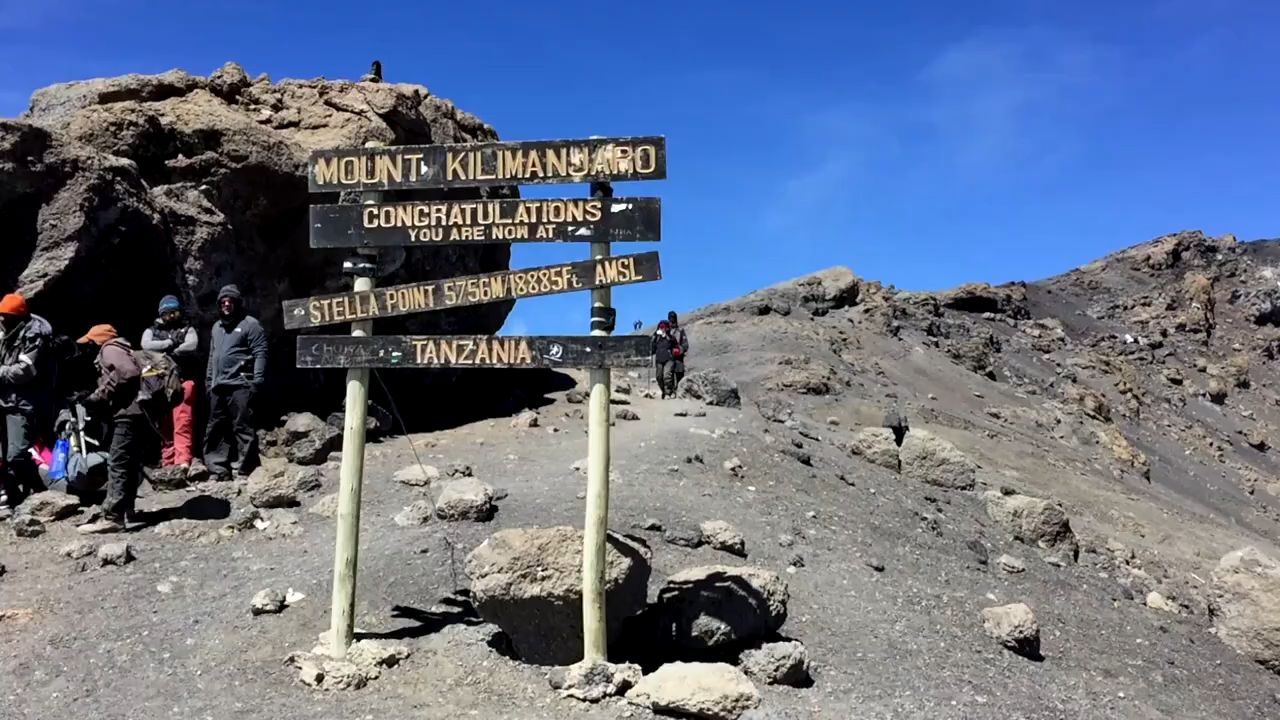 MOUNT KILIMANJARO
CONGRATULATIONS
YOU ARE NOW AT
STELLA POINT 5756M/18885Ft AMSL
TANZANIA